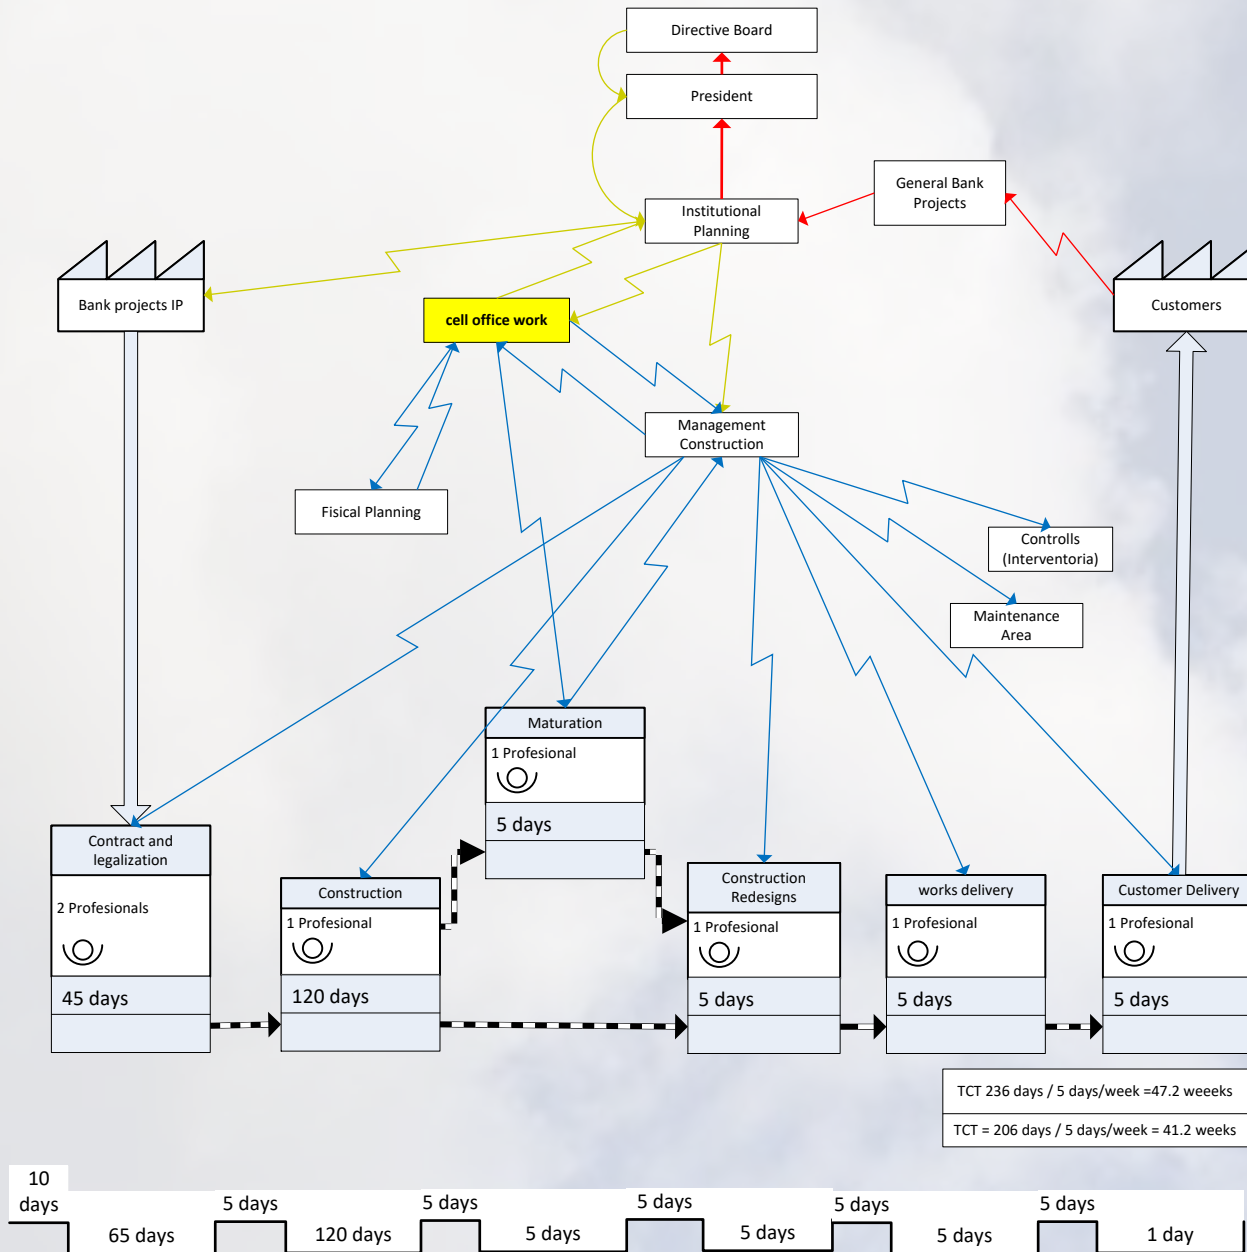 Directive Board
President
General Bank
Projects
Institutional
Planning
Bank projects IP
Customers
cell office work
Management
Construction
Fisical Planning
Controlls
(Interventoria)
Maintenance
Area
Maturation
1 Profesional
5 days
Contract and
legalization
2 Profesionals
45 days
Construction
1 Profesional
120 days
Construction
Redesigns
1 Profesional
5 days
works delivery
1 Profesional
5 days
Customer Delivery
1 Profesional
5 days
TCT 236 days / 5 days/week =47.2 weeeks
TCT = 206 days / 5 days/week = 41.2 weeks
10
days
65 days
5 days
120 days
5 days
5 days
5 days
5 days
5 days
5 days
5 days
1 day